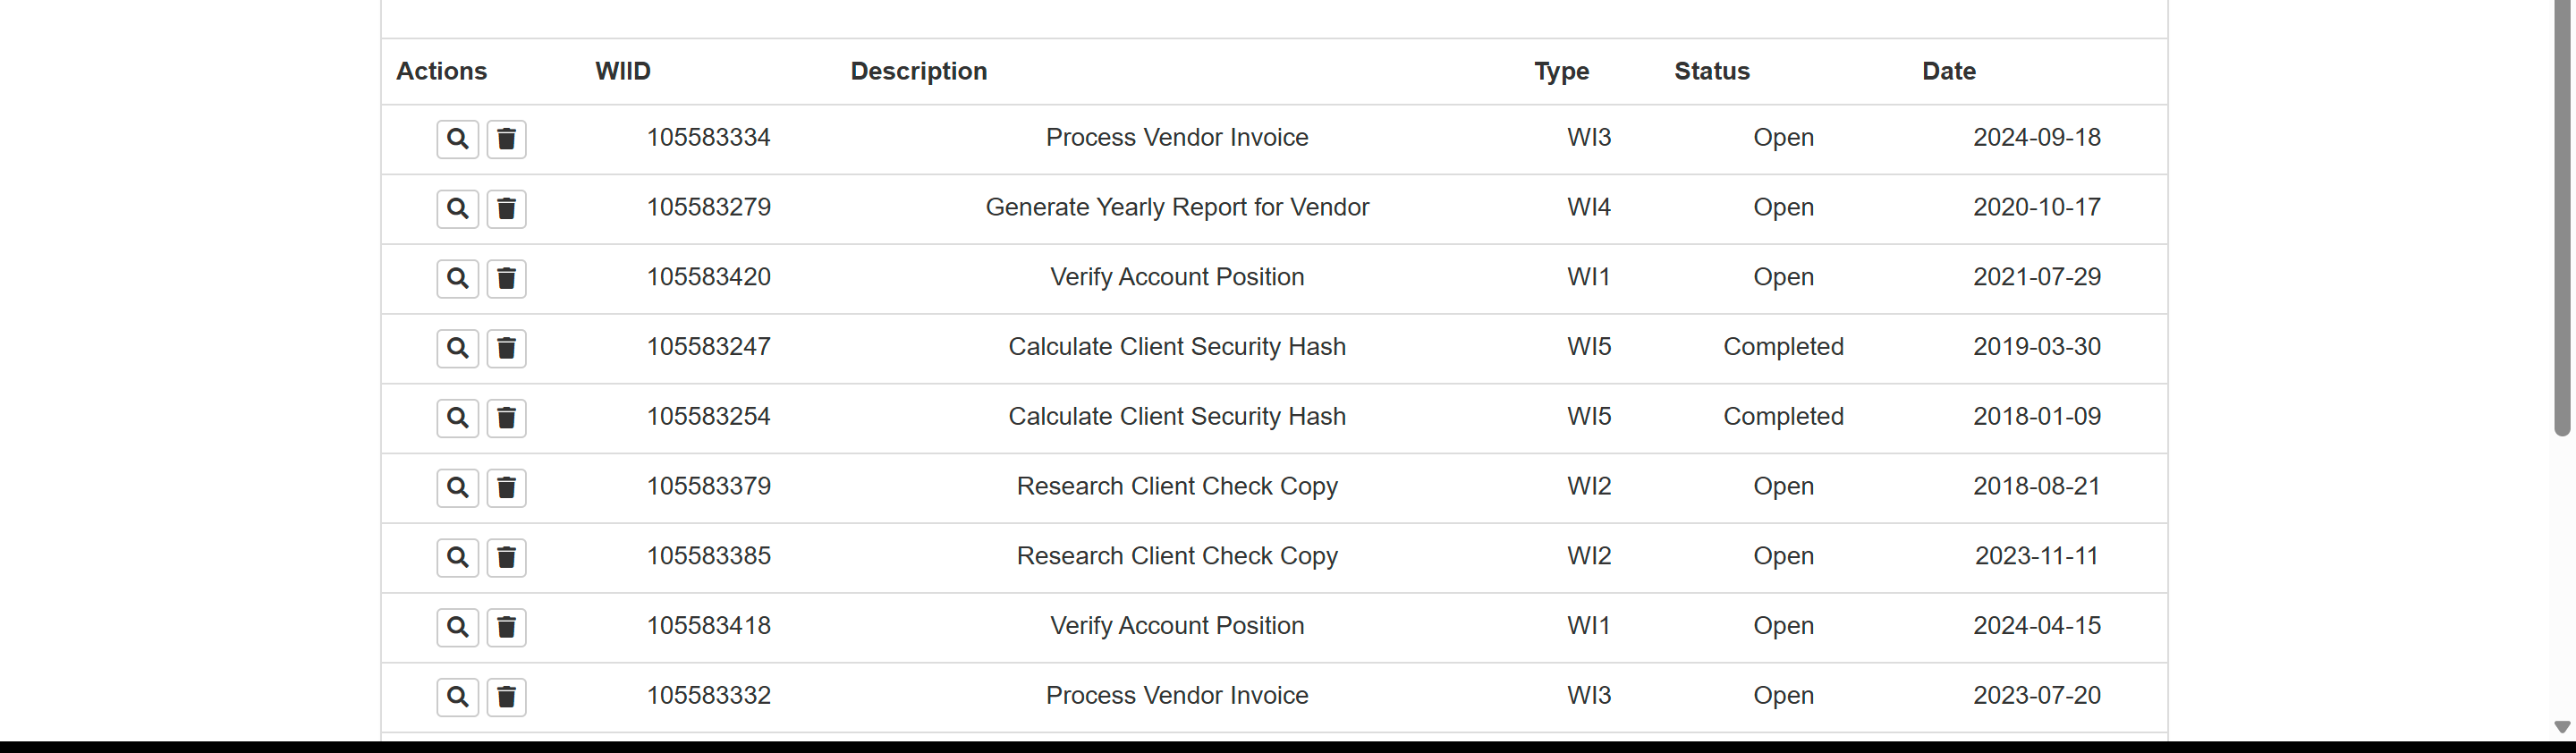 Actions WIID Description Type Status Date
105583334 Process Vendor Invoice WI3 Open 2024-09-18
105583279 Generate Yearly Report for Vendor WI4 Open 2020-10-17
105583420 Verify Account Position WI1 Open 2021-07-29
105583247 Calculate Client Security Hash WI5 Completed 2019-03-30
105583254 Calculate Client Security Hash WI5 Completed 2018-01-09
105583379 Research Client Check Copy WI2 Open 2018-08-21
105583385 Research Client Check Copy WI2 Open 2023-11-11
105583418 Verify Account Position WI1 Open 2024-04-15
105583332 Process Vendor Invoice WI3 Open 2023-07-20